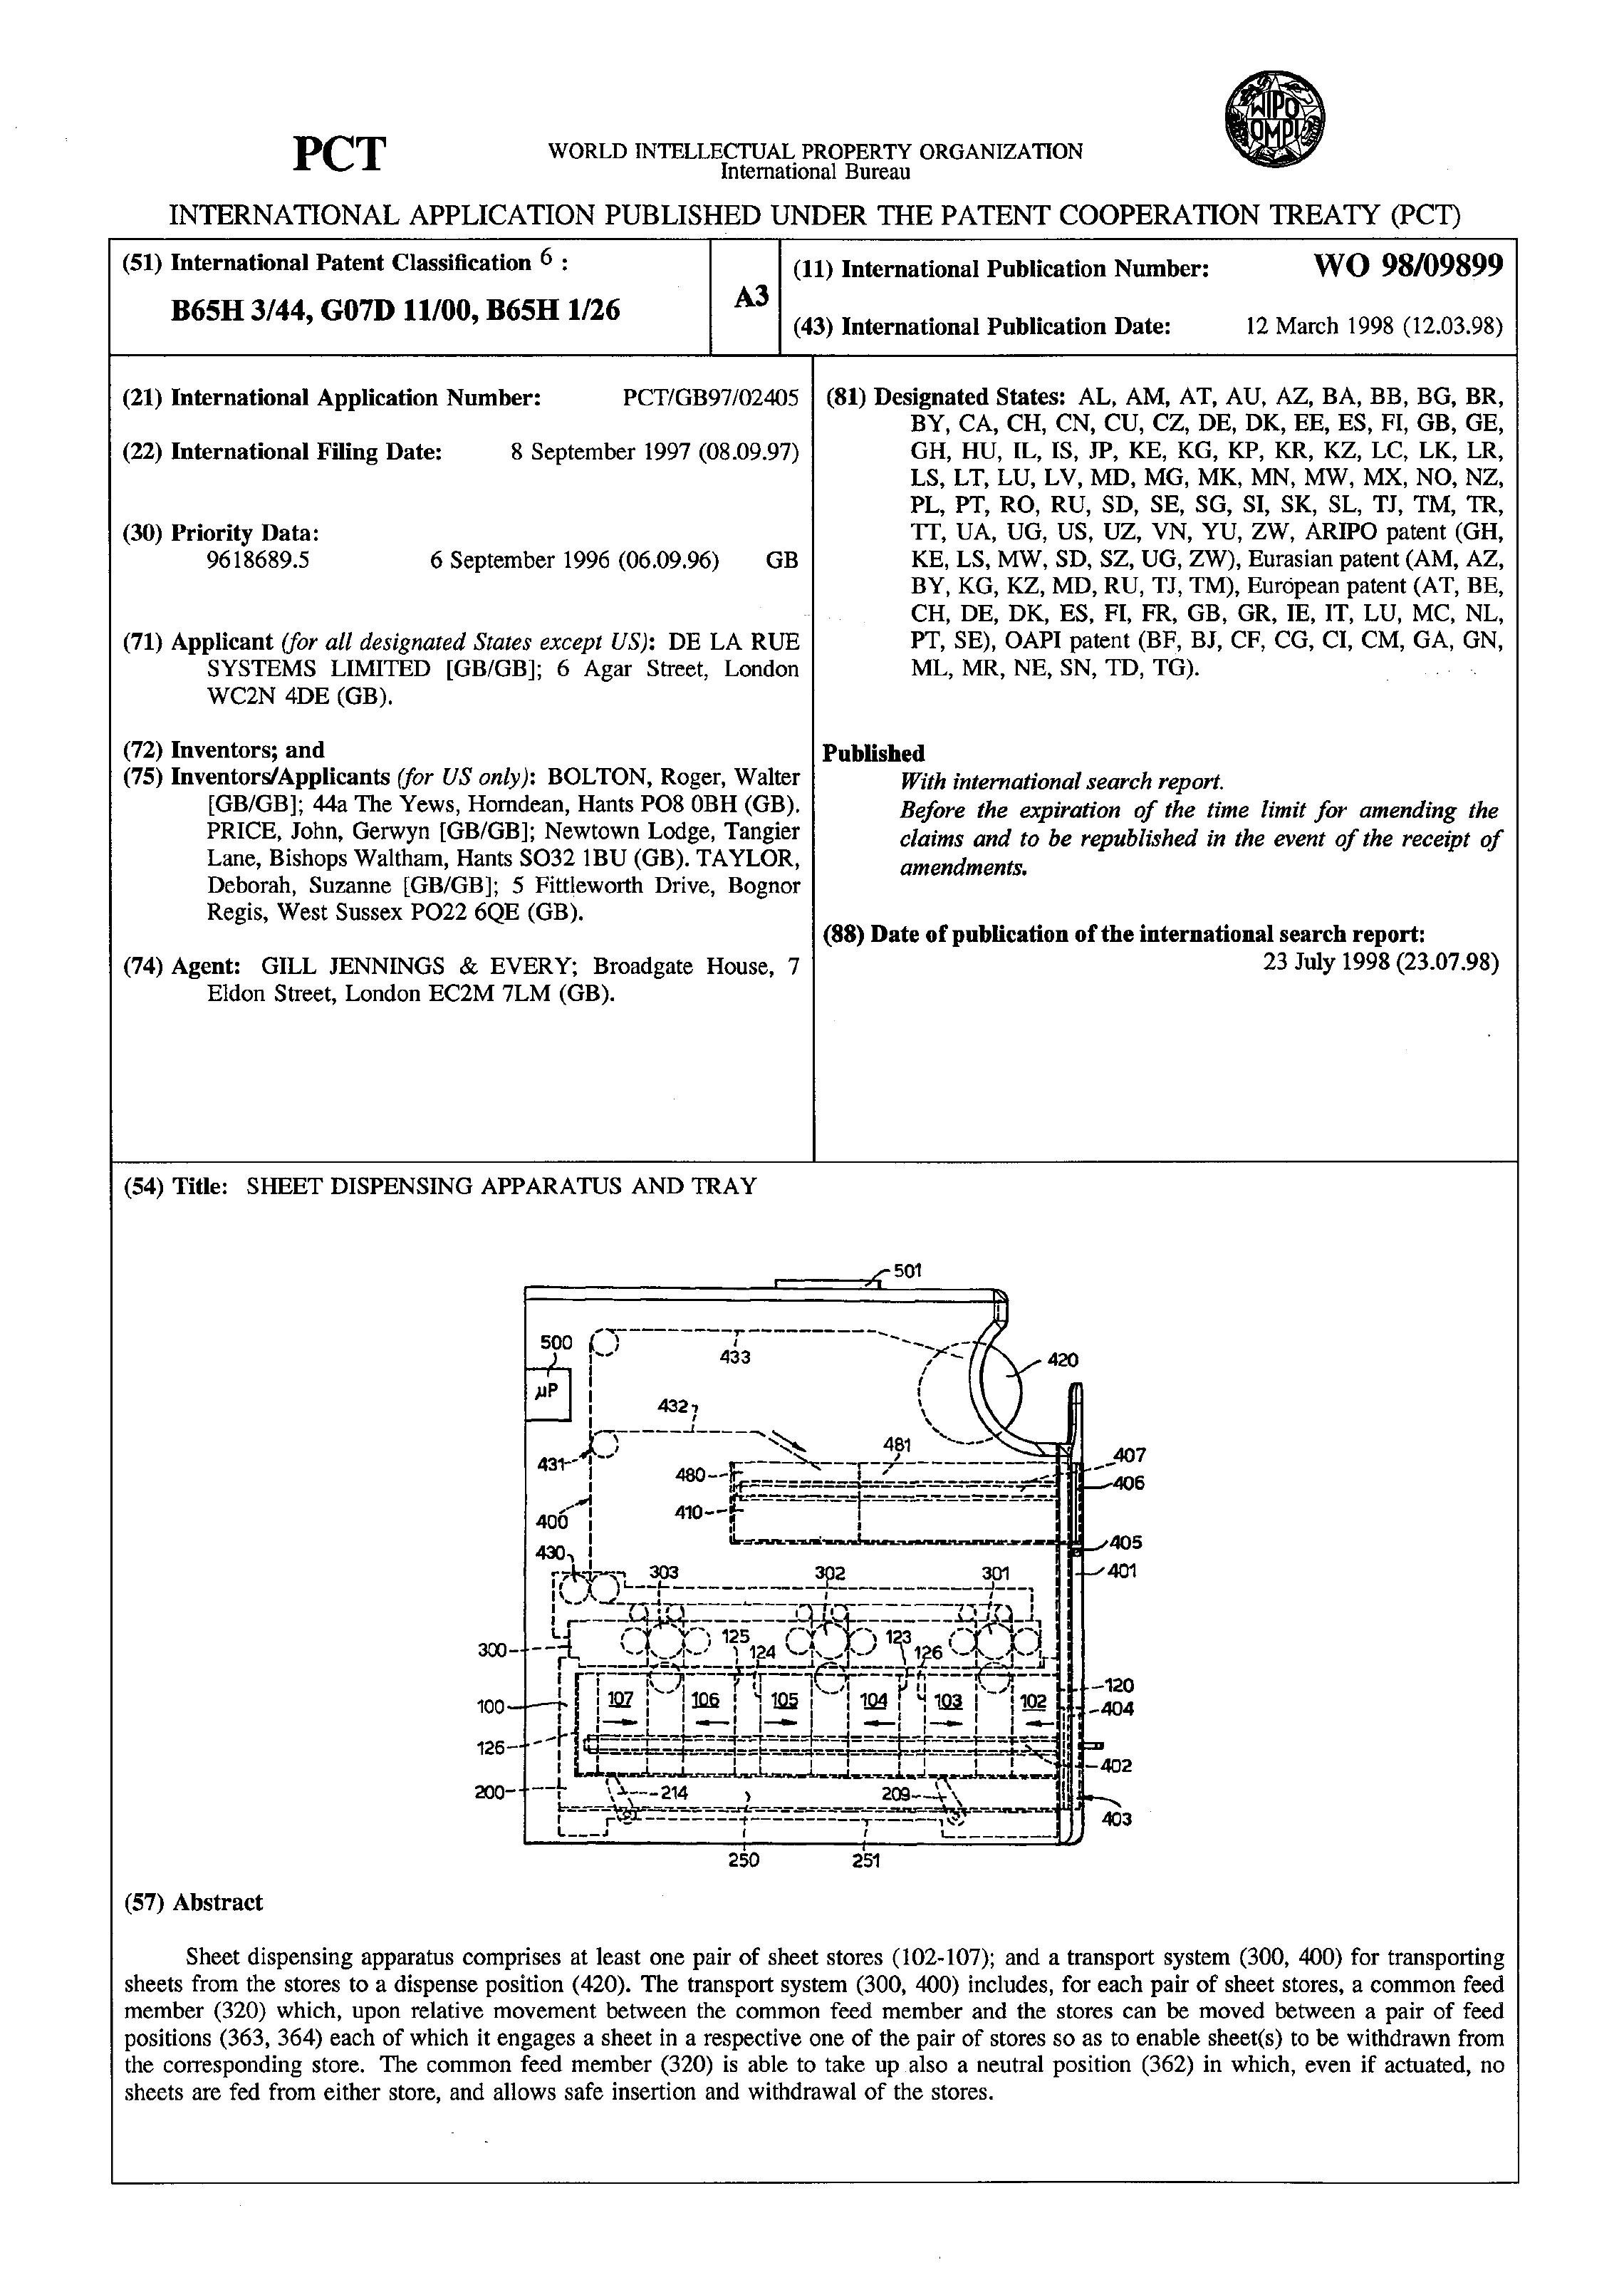 WIPO
OMPI
PCT
WORLD INTELLECTUAL PROPERTY ORGANIZATION
International Bureau
INTERNATIONAL APPLICATION PUBLISHED UNDER THE PATENT COOPERATION TREATY (PCT)
(51) International Patent Classification 6 :
B65H 3/44, G07D 11/00, B65H 1/26
A3
(11) International Publication Number: WO 98/09899
(43) International Publication Date: 12 March 1998 (12.03.98)
(21) International Application Number: PCT/GB97/02405
(22) International Filing Date: 8 September 1997 (08.09.97)
(30) Priority Data:
9618689.5 6 September 1996 (06.09.96) GB
(71) Applicant (for all designated States except US): DE LA RUE
SYSTEMS LIMITED [GB/GB]; 6 Agar Street, London
WC2N 4DE (GB).
(72) Inventors; and
(75) Inventors/Applicants (for US only): BOLTON, Roger, Walter
[GB/GB]; 44a The Yews, Horndean, Hants PO8 0BH (GB).
PRICE, John, Gerwyn [GB/GB]; Newtown Lodge, Tangier
Lane, Bishops Waltham, Hants SO32 1BU (GB). TAYLOR,
Deborah, Suzanne [GB/GB]; 5 Fittleworth Drive, Bognor
Regis, West Sussex PO22 6QE (GB).
(74) Agent: GILL JENNINGS & EVERY; Broadgate House, 7
Eldon Street, London EC2M 7LM (GB).
(81) Designated States: AL, AM, AT, AU, AZ, BA, BB, BG, BR,
BY, CA, CH, CN, CU, CZ, DE, DK, EE, ES, FI, GB, GE,
GH, HU, IL, IS, JP, KE, KG, KP, KR, KZ, LC, LK, LR,
LS, LT, LU, LV, MD, MG, MK, MN, MW, MX, NO, NZ,
PL, PT, RO, RU, SD, SE, SG, SI, SK, SL, TJ, TM, TR,
TT, UA, UG, US, UZ, VN, YU, ZW, ARIPO patent (GH,
KE, LS, MW, SD, SZ, UG, ZW), Eurasian patent (AM, AZ,
BY, KG, KZ, MD, RU, TJ, TM), European patent (AT, BE,
CH, DE, DK, ES, FI, FR, GB, GR, IE, IT, LU, MC, NL,
PT, SE), OAPI patent (BF, BJ, CF, CG, CI, CM, GA, GN,
ML, MR, NE, SN, TD, TG).
Published
With international search report.
Before the expiration of the time limit for amending the
claims and to be republished in the event of the receipt of
amendments.
(88) Date of publication of the international search report:
23 July 1998 (23.07.98)
(54) Title: SHEET DISPENSING APPARATUS AND TRAY
501
500
433
420
µP
432
481
407
431
480
406
410
400
405
430
303
302
301
401
300
125
124
123
126
120
100
107
106
105
104
103
102
404
126
402
200
214
209
403
250
251
(57) Abstract
Sheet dispensing apparatus comprises at least one pair of sheet stores (102-107); and a transport system (300, 400) for transporting
sheets from the stores to a dispense position (420). The transport system (300, 400) includes, for each pair of sheet stores, a common feed
member (320) which, upon relative movement between the common feed member and the stores can be moved between a pair of feed
positions (363, 364) each of which it engages a sheet in a respective one of the pair of stores so as to enable sheet(s) to be withdrawn from
the corresponding store. The common feed member (320) is able to take up also a neutral position (362) in which, even if actuated, no
sheets are fed from either store, and allows safe insertion and withdrawal of the stores.